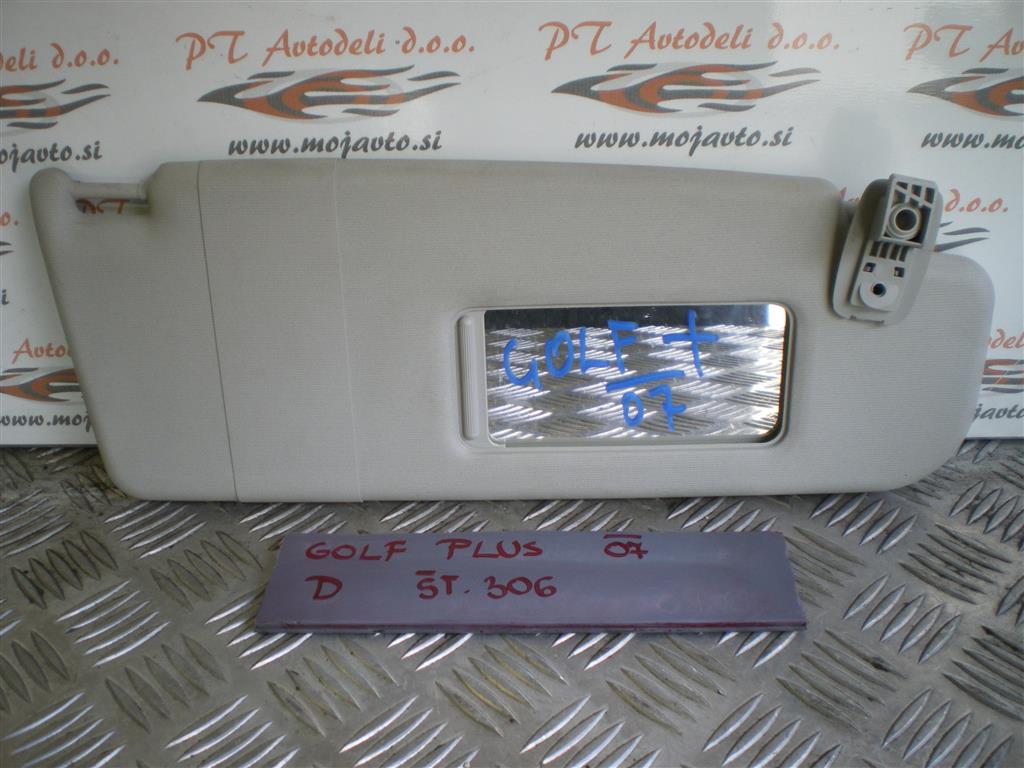 PT Avtodeli d.o.o.
PT Avtodeli d.o.o.
d.o.o.
PT
www.mojavto.si
www.mojavto.si
www.moja
mojavto.si
d.o.o.
GOLF +
07
GOLF PLUS 07
D ŠT. 306